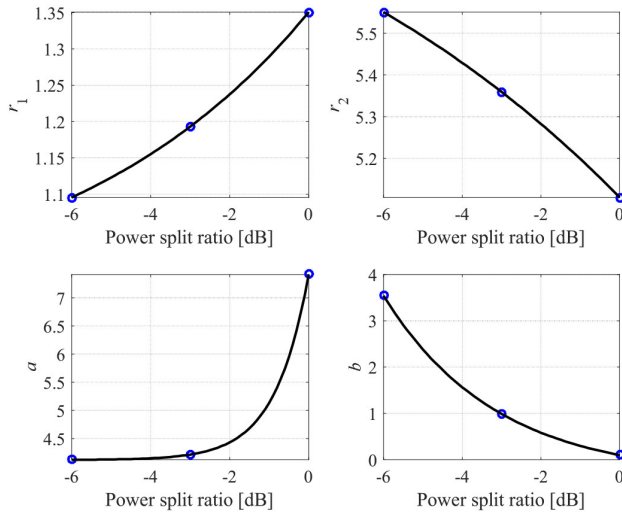 1.35
1.3
1.25
1.2
1.15
1.1
r1
-6 -4 -2 0
Power split ratio [dB]
5.5
5.4
5.3
5.2
r2
-6 -4 -2 0
Power split ratio [dB]
7
6.5
6
5.5
5
4.5
a
-6 -4 -2 0
Power split ratio [dB]
4
3
2
1
0
b
-6 -4 -2 0
Power split ratio [dB]